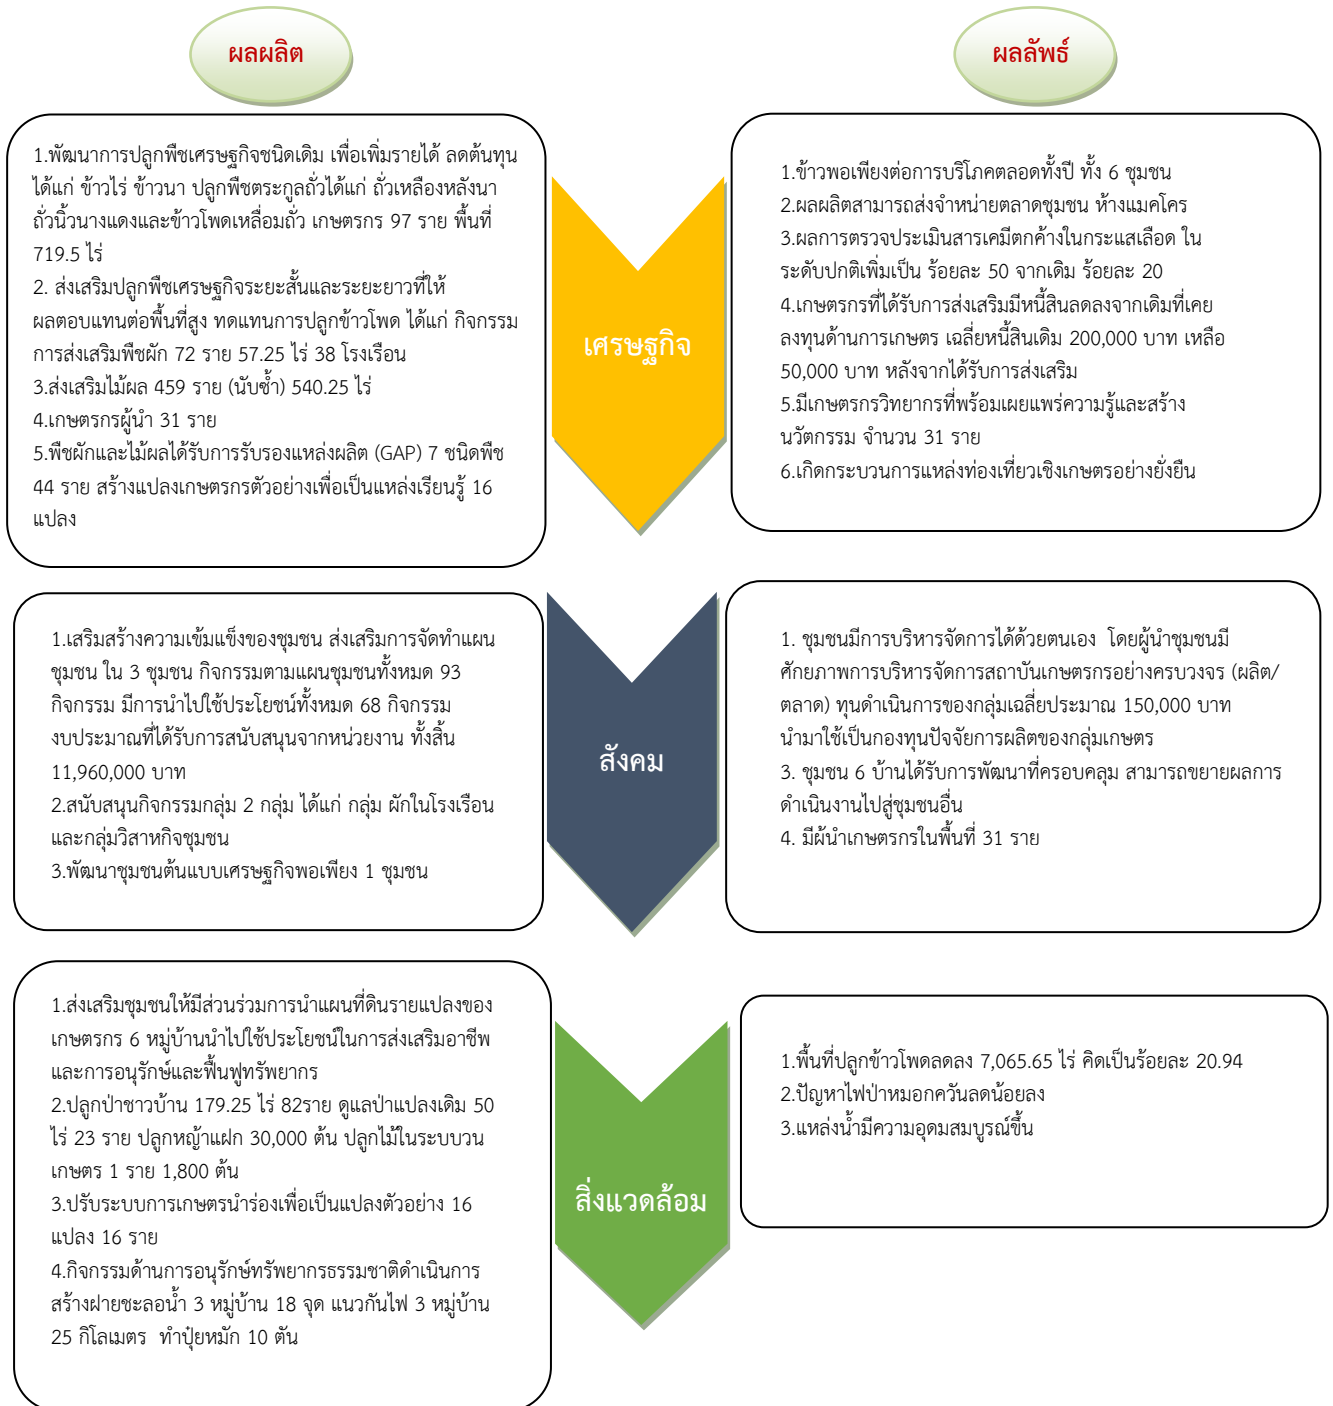 ผลผลิต
ผลลัพธ์
1.พัฒนาการปลูกพืชเศรษฐกิจชนิดเดิม เพื่อเพิ่มรายได้ ลดต้นทุน
ได้แก่ ข้าวไร่ ข้าวนา ปลูกพืชตระกูลถั่วได้แก่ ถั่วเหลืองหลังนา
ถั่วนิ้วนางแดงและข้าวโพดเหลื่อมถั่ว เกษตรกร 97 ราย พื้นที่
719.5 ไร่
2. ส่งเสริมปลูกพืชเศรษฐกิจระยะสั้นและระยะยาวที่ให้
ผลตอบแทนต่อพื้นที่สูง ทดแทนการปลูกข้าวโพด ได้แก่ กิจกรรม
การส่งเสริมพืชผัก 72 ราย 57.25 ไร่ 38 โรงเรือน
3.ส่งเสริมไม้ผล 459 ราย (นับซ้ำ) 540.25 ไร่
4.เกษตรกรผู้นำ 31 ราย
5.พืชผักและไม้ผลได้รับการรับรองแหล่งผลิต (GAP) 7 ชนิดพืช
44 ราย สร้างแปลงเกษตรกรตัวอย่างเพื่อเป็นแหล่งเรียนรู้ 16
แปลง
เศรษฐกิจ
1.ข้าวพอเพียงต่อการบริโภคตลอดทั้งปี ทั้ง 6 ชุมชน
2.ผลผลิตสามารถส่งจำหน่ายตลาดชุมชน ห้างแมคโคร
3.ผลการตรวจประเมินสารเคมีตกค้างในกระแสเลือด ใน
ระดับปกติเพิ่มเป็น ร้อยละ 50 จากเดิม ร้อยละ 20
4.เกษตรกรที่ได้รับการส่งเสริมมีหนี้สินลดลงจากเดิมที่เคย
ลงทุนด้านการเกษตร เฉลี่ยหนี้สินเดิม 200,000 บาท เหลือ
50,000 บาท หลังจากได้รับการส่งเสริม
5.มีเกษตรกรวิทยากรที่พร้อมเผยแพร่ความรู้และสร้าง
นวัตกรรม จำนวน 31 ราย
6.เกิดกระบวนการแหล่งท่องเที่ยวเชิงเกษตรอย่างยั่งยืน
1.เสริมสร้างความเข้มแข็งของชุมชน ส่งเสริมการจัดทำแผน
ชุมชน ใน 3 ชุมชน กิจกรรมตามแผนชุมชนทั้งหมด 93
กิจกรรม มีการนำไปใช้ประโยชน์ทั้งหมด 68 กิจกรรม
งบประมาณที่ได้รับการสนับสนุนจากหน่วยงาน ทั้งสิ้น
11,960,000 บาท
2.สนับสนุนกิจกรรมกลุ่ม 2 กลุ่ม ได้แก่ กลุ่ม ผักในโรงเรือน
และกลุ่มวิสาหกิจชุมชน
3.พัฒนาชุมชนต้นแบบเศรษฐกิจพอเพียง 1 ชุมชน
สังคม
1. ชุมชนมีการบริหารจัดการได้ด้วยตนเอง โดยผู้นำชุมชนมี
ศักยภาพการบริหารจัดการสถาบันเกษตรกรอย่างครบวงจร (ผลิต/
ตลาด) ทุนดำเนินการของกลุ่มเฉลี่ยประมาณ 150,000 บาท
นำมาใช้เป็นกองทุนปัจจัยการผลิตของกลุ่มเกษตร
3. ชุมชน 6 บ้านได้รับการพัฒนาที่ครอบคลุม สามารถขยายผลการ
ดำเนินงานไปสู่ชุมชนอื่น
4. มีผ้นำเกษตรกรในพื้นที่ 31 ราย
1.ส่งเสริมชุมชนให้มีส่วนร่วมการนำแผนที่ดินรายแปลงของ
เกษตรกร 6 หมู่บ้านนำไปใช้ประโยชน์ในการส่งเสริมอาชีพ
และการอนุรักษ์และฟื้นฟูทรัพยากร
2.ปลูกป่าชาวบ้าน 179.25 ไร่ 82ราย ดูแลป่าแปลงเดิม 50
ไร่ 23 ราย ปลูกหญ้าแฝก 30,000 ต้น ปลูกไม้ในระบบวน
เกษตร 1 ราย 1,800 ต้น
3.ปรับระบบการเกษตรนำร่องเพื่อเป็นแปลงตัวอย่าง 16
แปลง 16 ราย
4.กิจกรรมด้านการอนุรักษ์ทรัพยากรธรรมชาติดำเนินการ
สร้างฝายชะลอน้ำ 3 หมู่บ้าน 18 จุด แนวกันไฟ 3 หมู่บ้าน
25 กิโลเมตร ทำปุ๋ยหมัก 10 ตัน
สิ่งแวดล้อม
1.พื้นที่ปลูกข้าวโพดลดลง 7,065.65 ไร่ คิดเป็นร้อยละ 20.94
2.ปัญหาไฟป่าหมอกควันลดน้อยลง
3.แหล่งน้ำมีความอุดมสมบูรณ์ขึ้น